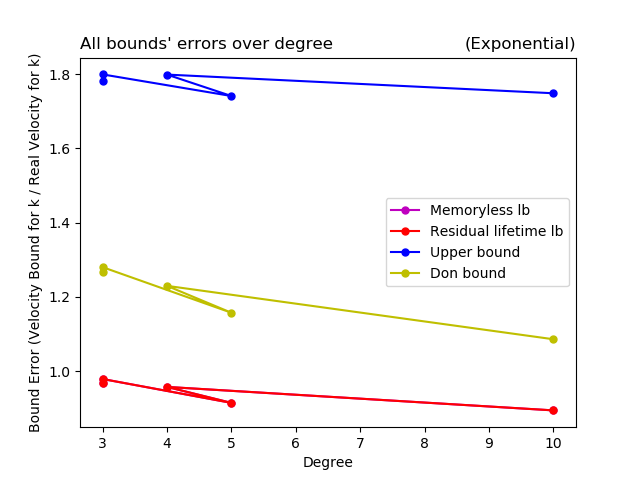 All bounds' errors over degree (Exponential)
Bound Error (Velocity Bound for k / Real Velocity for k)
1.8
1.6
1.4
1.2
1.0
Memoryless lb
Residual lifetime lb
Upper bound
Don bound
3 4 5 6 7 8 9 10
Degree